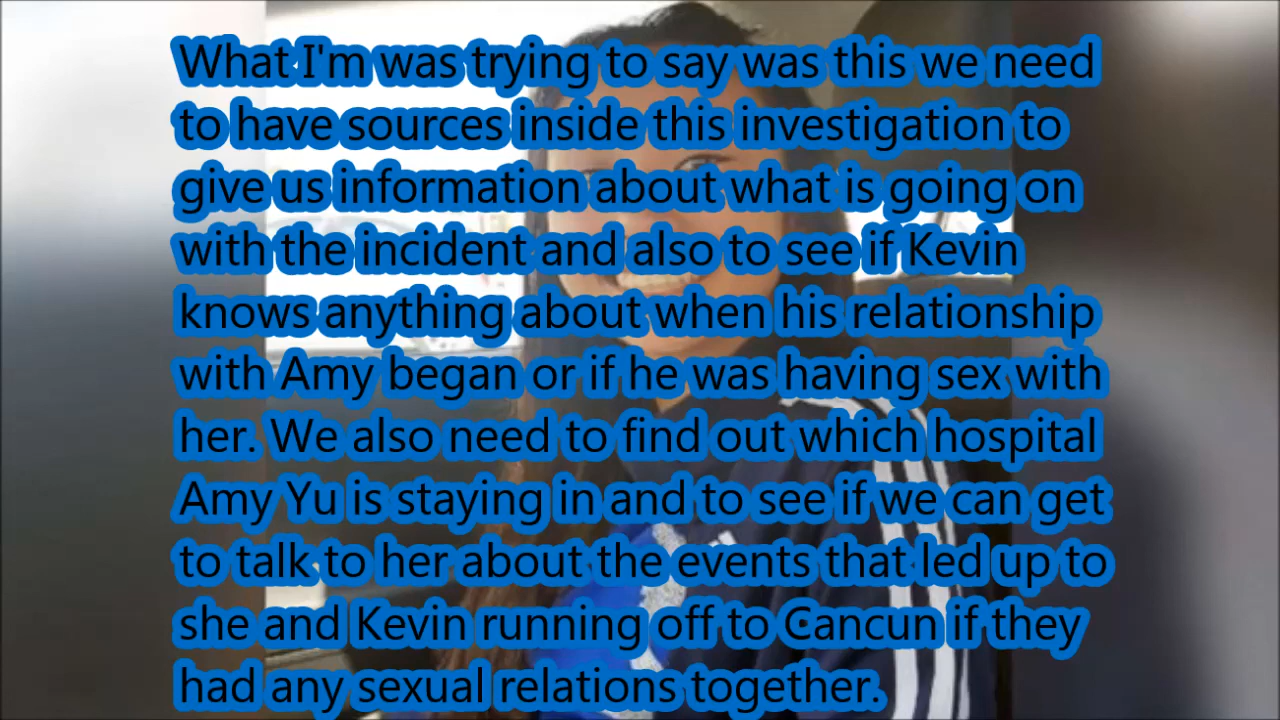 What I'm was trying to say was this we need
to have sources inside this investigation to
give us information about what is going on
with the incident and also to see if Kevin
knows anything about when his relationship
with Amy began or if he was having sex with
her. We also need to find out which hospital
Amy Yu is staying in and to see if we can get
to talk to her about the events that led up to
she and Kevin running off to Cancun if they
had any sexual relations together.